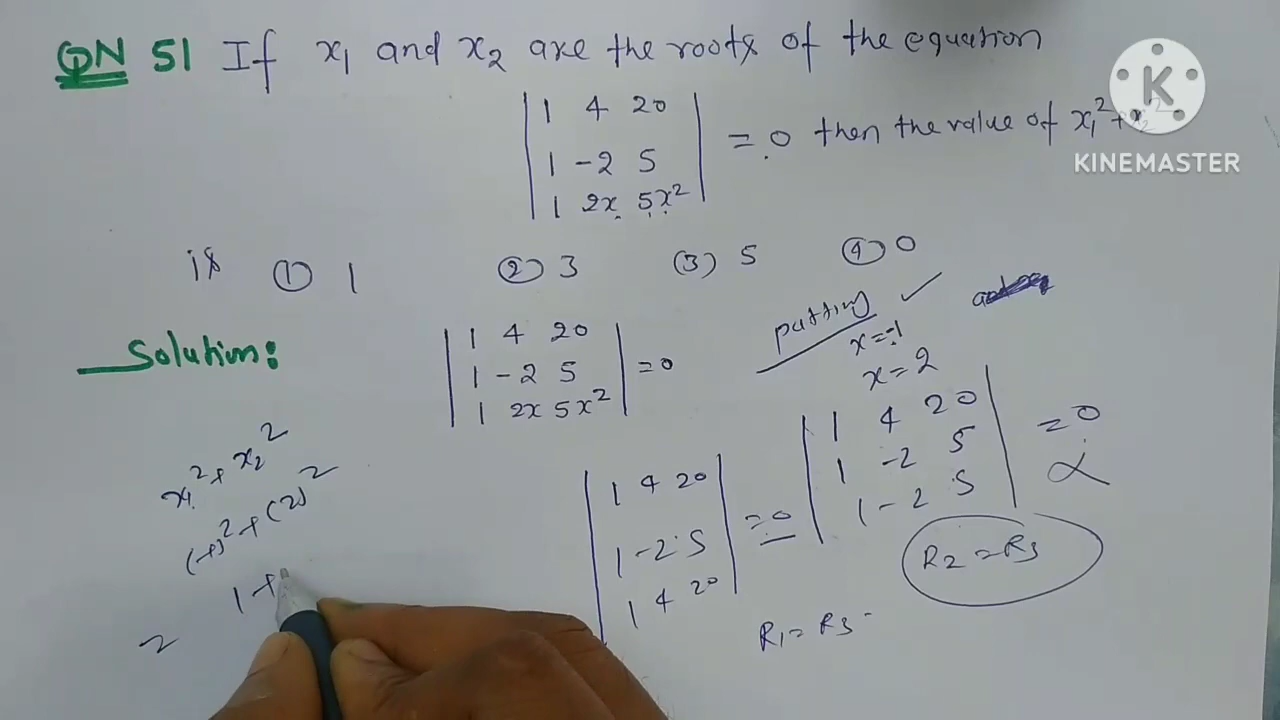 QN 51 If x₁ and x₂ are the roots of the equation
| 1 4 20 |
| 1 -2 5 | = 0 then the value of x₁² + x₂²
| 1 2x 5x² |
is ① 1 ② 3 (3) 5 ④ 0
Solution:
| 1 4 20 |
| 1 -2 5 | = 0
| 1 2x 5x² |
putting
x = -1
x = 2
| 1 4 20 |
| 1 -2 5 | = 0
| 1 -2 5 |
R2 = R3
| 1 4 20 |
| 1 -2 5 | = 0
| 1 4 20 |
R1 = R3
x₁² + x₂²
(-1)² + (2)²
1 +
K
KINEMASTER